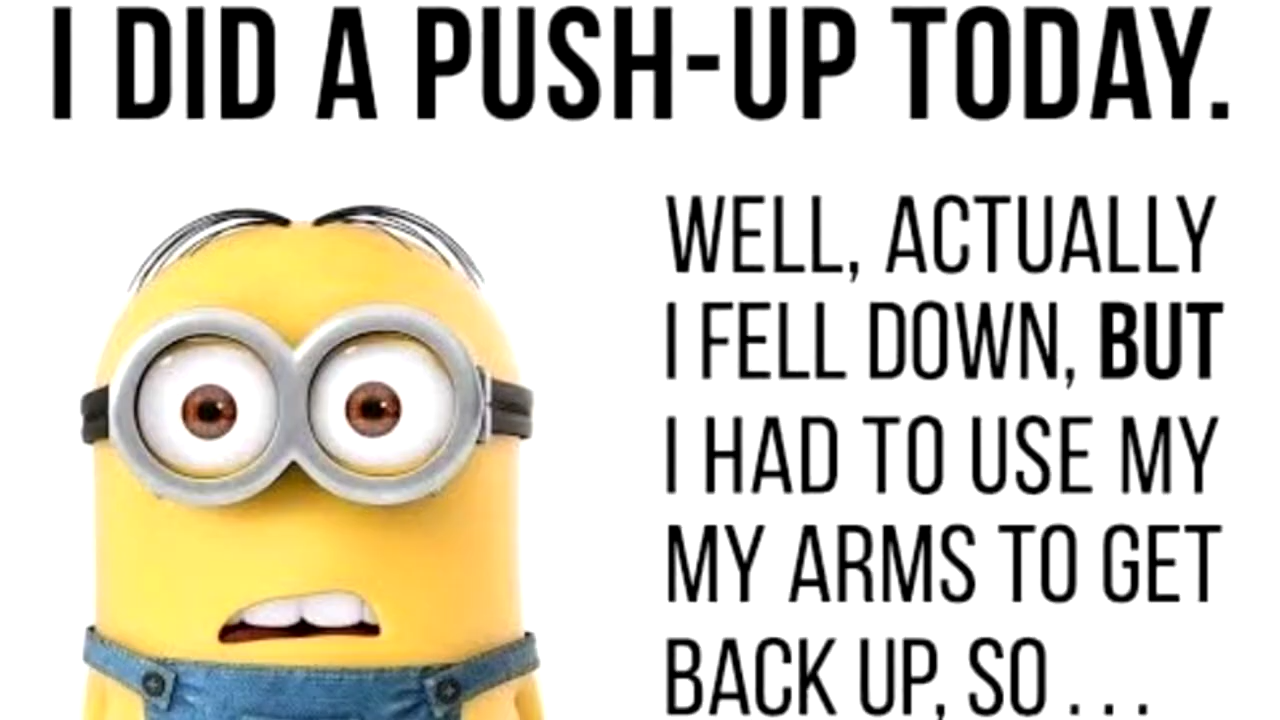 I DID A PUSH-UP TODAY.
WELL, ACTUALLY
I FELL DOWN, BUT
I HAD TO USE MY
MY ARMS TO GET
BACK UP, SO . . .